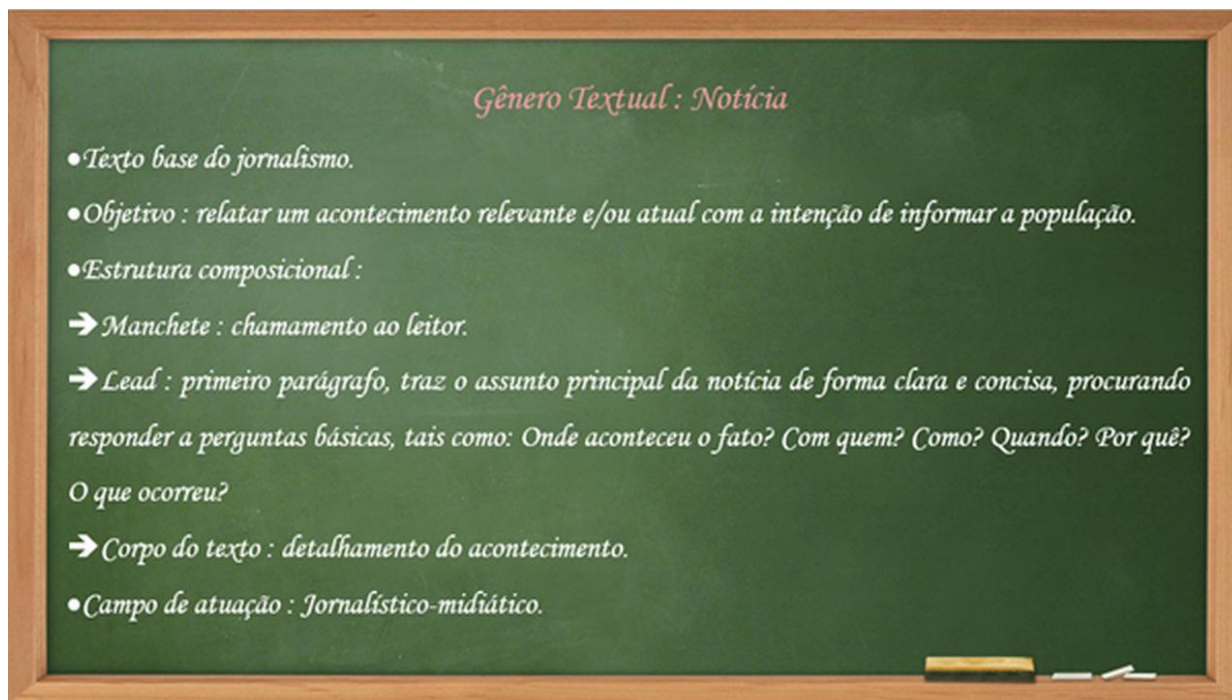 Gênero Textual : Notícia
●Texto base do jornalismo.
●Objetivo : relatar um acontecimento relevante e/ou atual com a intenção de informar a população.
●Estrutura composicional :
➔Manchete : chamamento ao leitor.
➔Lead : primeiro parágrafo, traz o assunto principal da notícia de forma clara e concisa, procurando
responder a perguntas básicas, tais como: Onde aconteceu o fato? Com quem? Como? Quando? Por quê?
O que ocorreu?
➔Corpo do texto : detalhamento do acontecimento.
●Campo de atuação : Jornalístico-midiático.